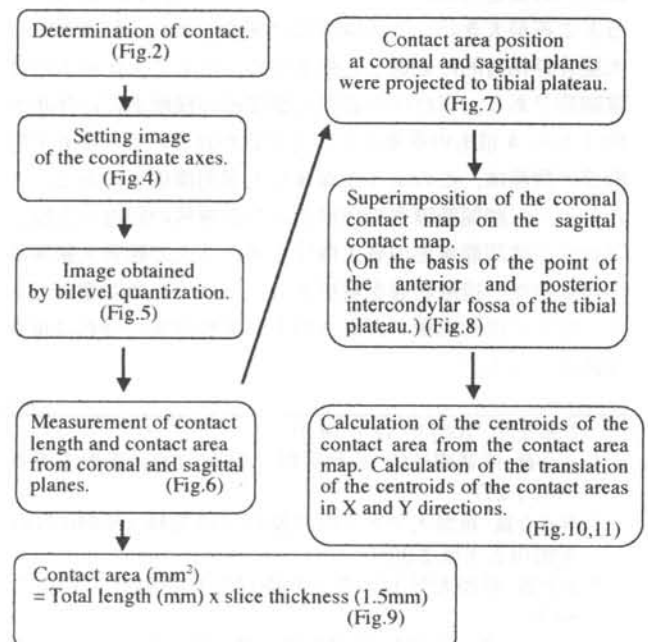 Determination of contact.
(Fig.2)
Setting image
of the coordinate axes.
(Fig.4)
Image obtained
by bilevel quantization.
(Fig.5)
Measurement of contact
length and contact area
from coronal and sagittal
planes. (Fig.6)
Contact area (mm²)
= Total length (mm) x slice thickness (1.5mm)
(Fig.9)
Contact area position
at coronal and sagittal planes
were projected to tibial plateau.
(Fig.7)
Superimposition of the coronal
contact map on the sagittal
contact map.
(On the basis of the point of
the anterior and posterior
intercondylar fossa of the tibial
plateau.) (Fig.8)
Calculation of the centroids of the
contact area from the contact area
map. Calculation of the translation
of the centroids of the contact areas
in X and Y directions.
(Fig.10,11)